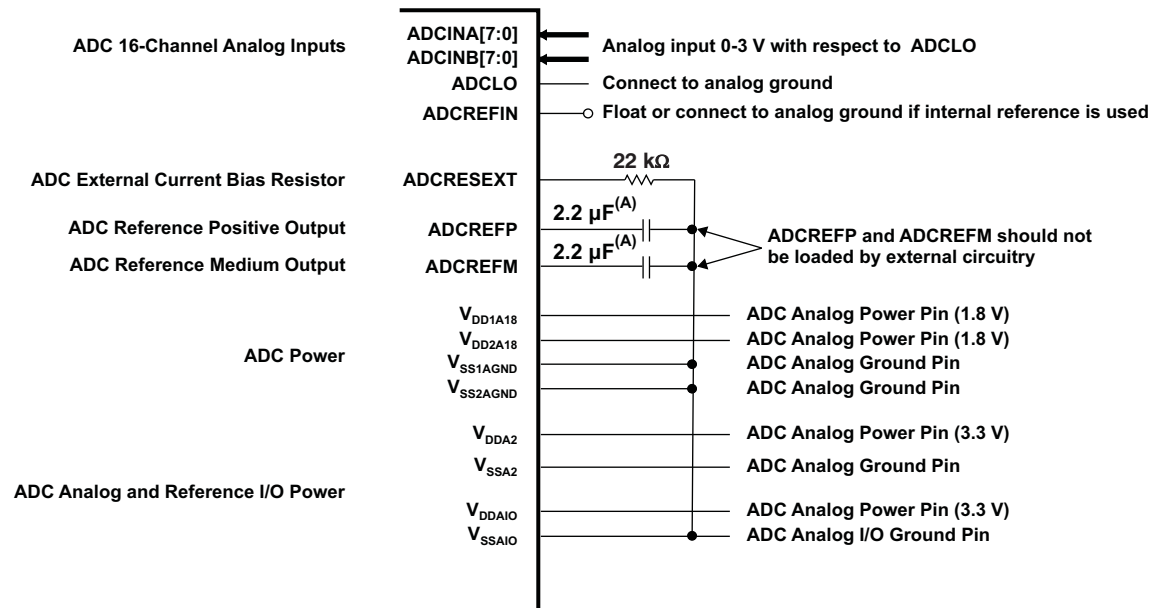 ADC 16-Channel Analog Inputs
ADCINA[7:0]
ADCINB[7:0]
Analog input 0-3 V with respect to ADCLO
ADCLO
Connect to analog ground
ADCREFIN
Float or connect to analog ground if internal reference is used
22 kΩ
ADC External Current Bias Resistor
ADCRESEXT
2.2 µF(A)
ADC Reference Positive Output
ADCREFP
2.2 µF(A)
ADC Reference Medium Output
ADCREFM
ADCREFP and ADCREFM should not
be loaded by external circuitry
ADC Power
VDD1A18
ADC Analog Power Pin (1.8 V)
VDD2A18
ADC Analog Power Pin (1.8 V)
VSS1AGND
ADC Analog Ground Pin
VSS2AGND
ADC Analog Ground Pin
ADC Analog and Reference I/O Power
VDDA2
ADC Analog Power Pin (3.3 V)
VSSA2
ADC Analog Ground Pin
VDDAIO
ADC Analog Power Pin (3.3 V)
VSSAIO
ADC Analog I/O Ground Pin